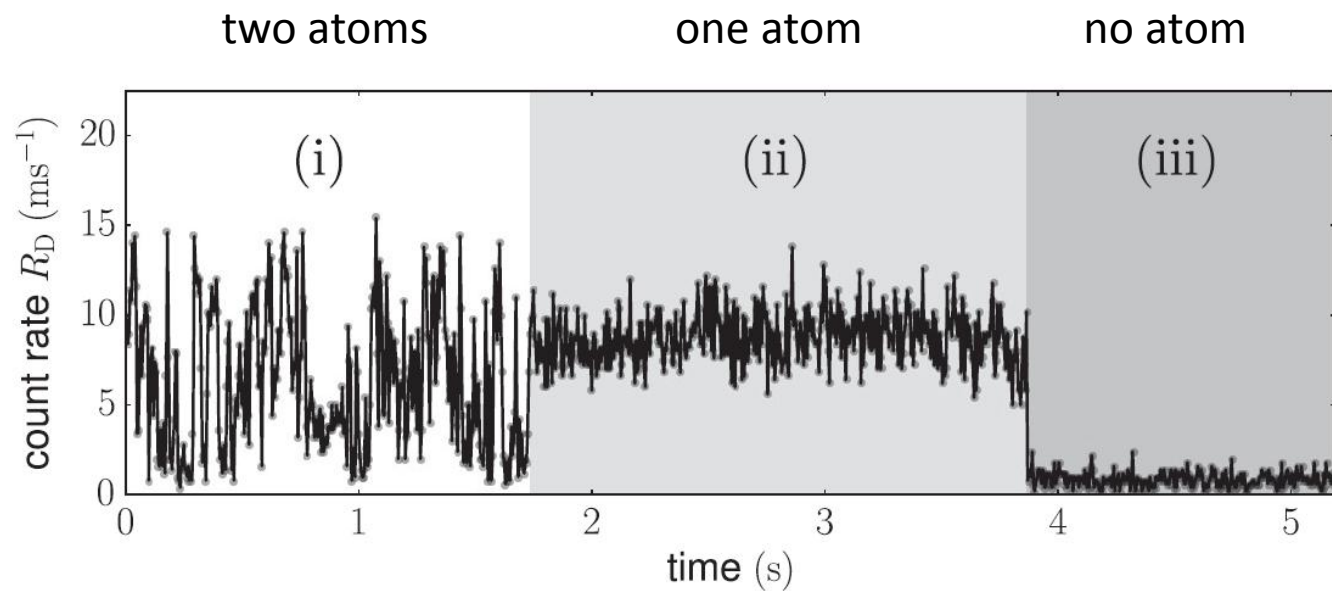 two atoms one atom no atom
(i) (ii) (iii)
count rate R_D (ms⁻¹)
20
15
10
5
0
0 1 2 3 4 5
time (s)